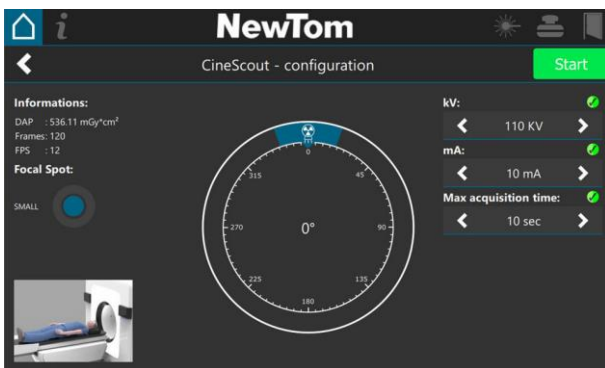 NewTom
CineScout - configuration
Start
Informations:
DAP : 536.11 mGy*cm²
Frames: 120
FPS : 12
Focal Spot:
SMALL
0
45
90
135
180
225
270
315
0°
kV:
110 KV
mA:
10 mA
Max acquisition time:
10 sec